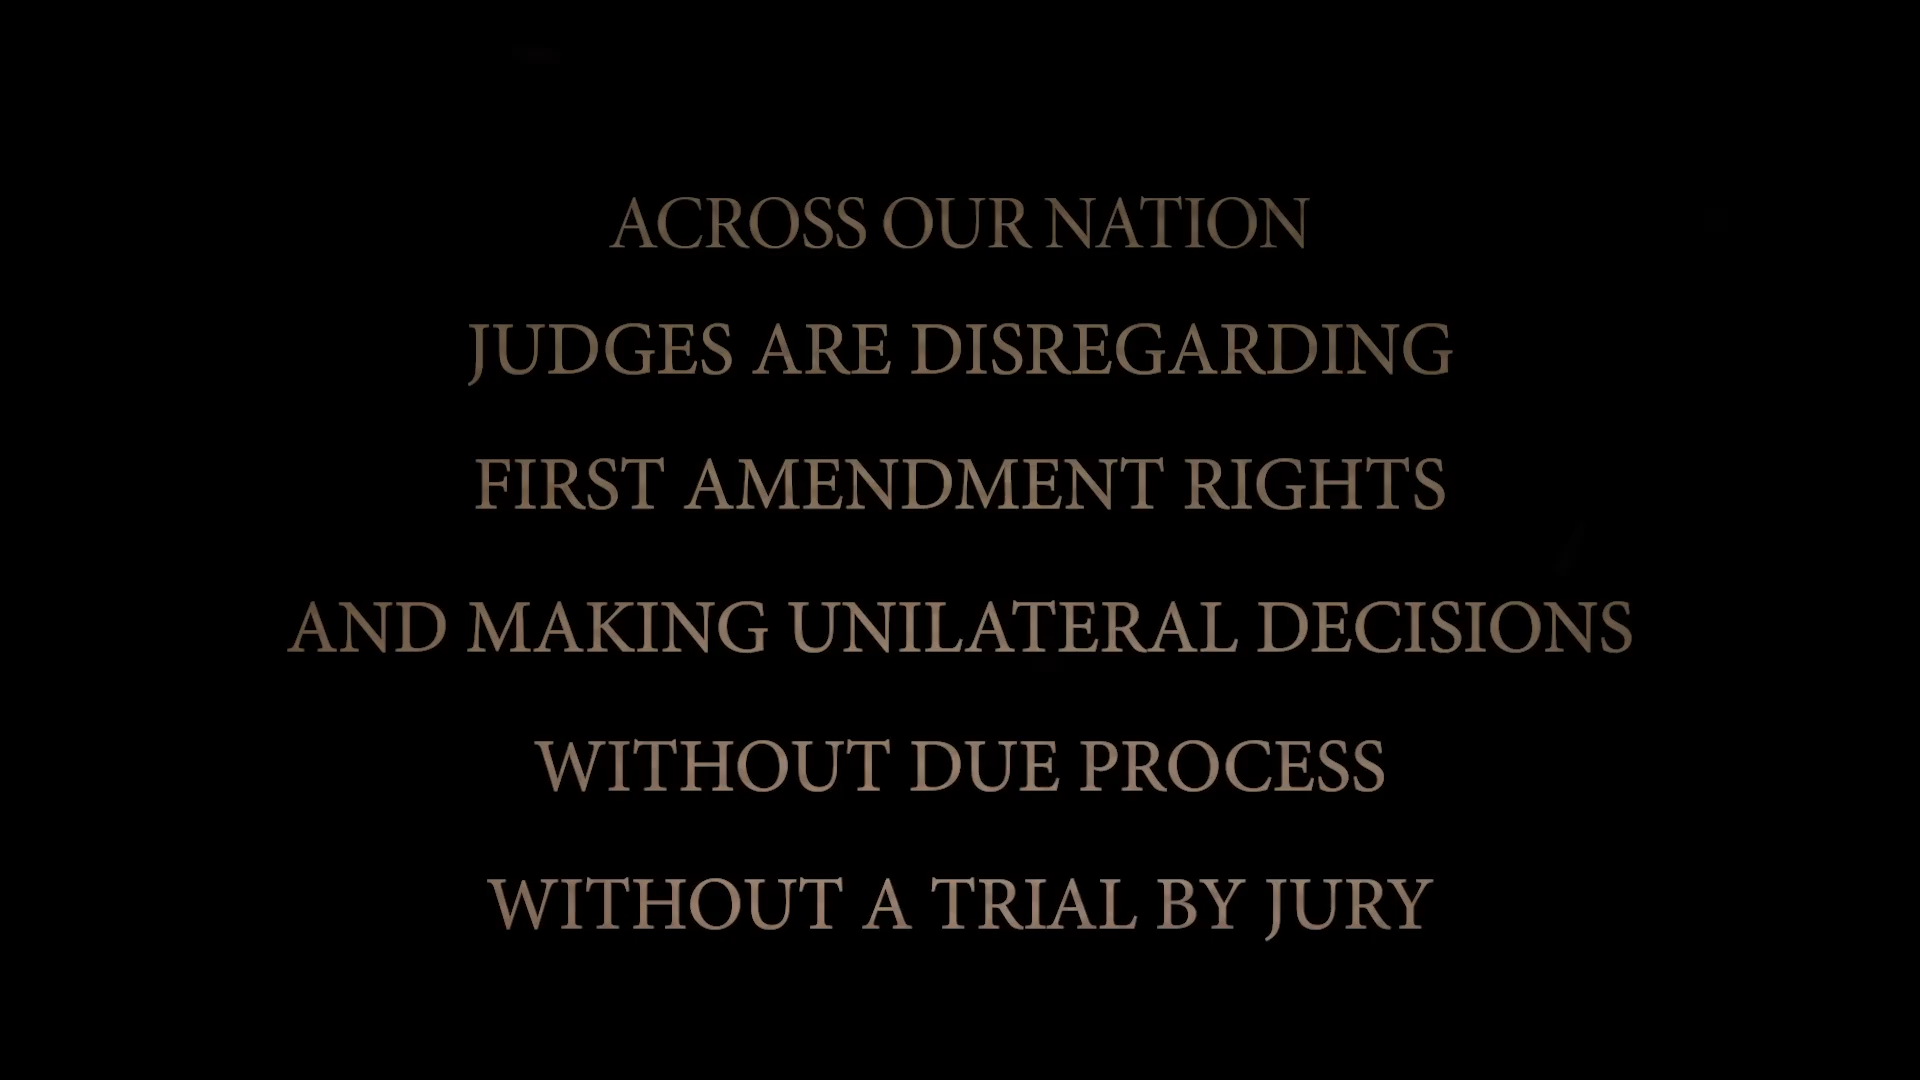 ACROSS OUR NATION
JUDGES ARE DISREGARDING
FIRST AMENDMENT RIGHTS
AND MAKING UNILATERAL DECISIONS
WITHOUT DUE PROCESS
WITHOUT A TRIAL BY JURY